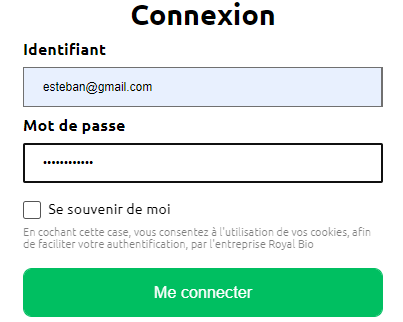 Connexion
Identifiant
esteban@gmail.com
Mot de passe
••••••••••••
Se souvenir de moi
En cochant cette case, vous consentez à l'utilisation de vos cookies, afin
de faciliter votre authentification, par l'entreprise Royal Bio
Me connecter